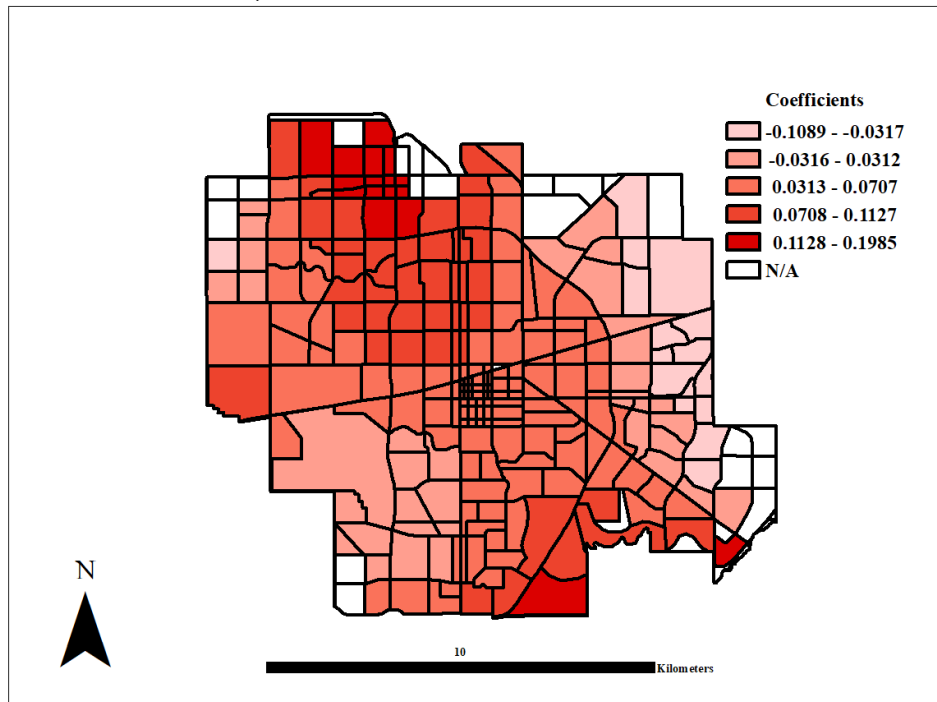 Coefficients
-0.1089 - -0.0317
-0.0316 - 0.0312
0.0313 - 0.0707
0.0708 - 0.1127
0.1128 - 0.1985
N/A
N
10
Kilometers